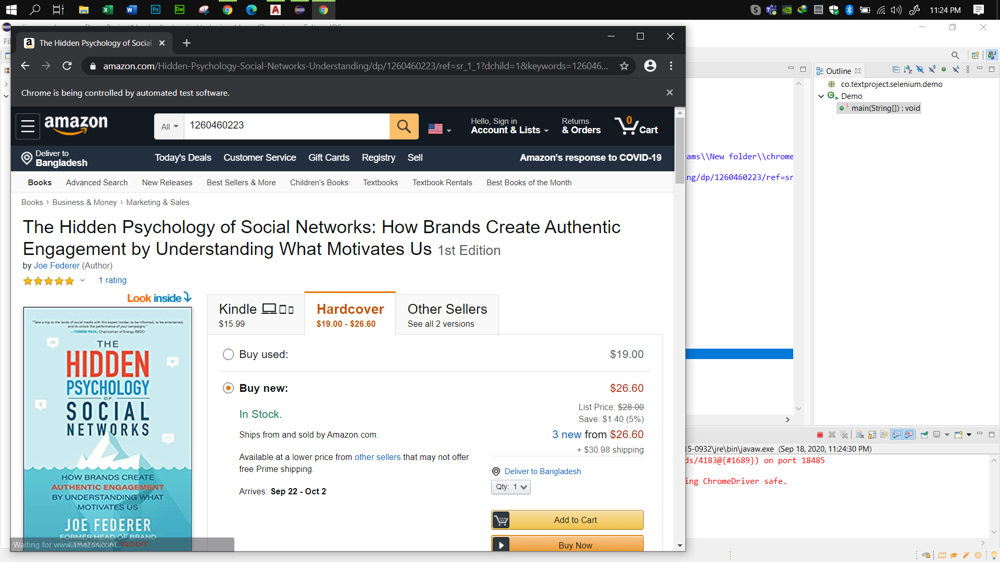 11:24 PM
The Hidden Psychology of Social
amazon.com/Hidden-Psychology-Social-Networks-Understanding/dp/1260460223/ref=sr_1_1?dchild=1&keywords=126046...
Chrome is being controlled by automated test software.
amazon
All
1260460223
Hello, Sign in
Account & Lists
Returns
& Orders
0
Cart
Deliver to
Bangladesh
Today's Deals
Customer Service
Gift Cards
Registry
Sell
Amazon's response to COVID-19
Books
Advanced Search
New Releases
Best Sellers & More
Children's Books
Textbooks
Textbook Rentals
Best Books of the Month
Books › Business & Money › Marketing & Sales
The Hidden Psychology of Social Networks: How Brands Create Authentic
Engagement by Understanding What Motivates Us 1st Edition
by Joe Federer (Author)
1 rating
Look inside
"Take a trip to the lands of social media with this expert insider, to be informed, to be entertained,
and to unlock the performance of your campaigns."
—TONISE PAUL, Chairwoman of Energy BBDO
THE
HIDDEN
PSYCHOLOGY
OF
SOCIAL
NETWORKS
HOW BRANDS CREATE
AUTHENTIC ENGAGEMENT
BY UNDERSTANDING WHAT
MOTIVATES US
JOE FEDERER
FORMER HEAD OF BRAND
STRATEGY AT REDDIT
Waiting for www.amazon.com...
Kindle
$15.99
Hardcover
$19.00 - $26.60
Other Sellers
See all 2 versions
Buy used:
$19.00
Buy new:
$26.60
In Stock.
List Price: $28.00
Save: $1.40 (5%)
Ships from and sold by Amazon.com.
3 new from $26.60
+ $30.98 shipping
Available at a lower price from other sellers that may not offer
free Prime shipping.
Arrives: Sep 22 - Oct 2
Deliver to Bangladesh
Qty: 1
Add to Cart
Buy Now
Outline
co.textproject.selenium.demo
Demo
main(String[]) : void
ams\\New folder\\chrome
ng/dp/1260460223/ref=sr
15-0932\jre\bin\javaw.exe (Sep 18, 2020, 11:24:30 PM)
ds/4183@{#1689}) on port 18485
ing ChromeDriver safe.